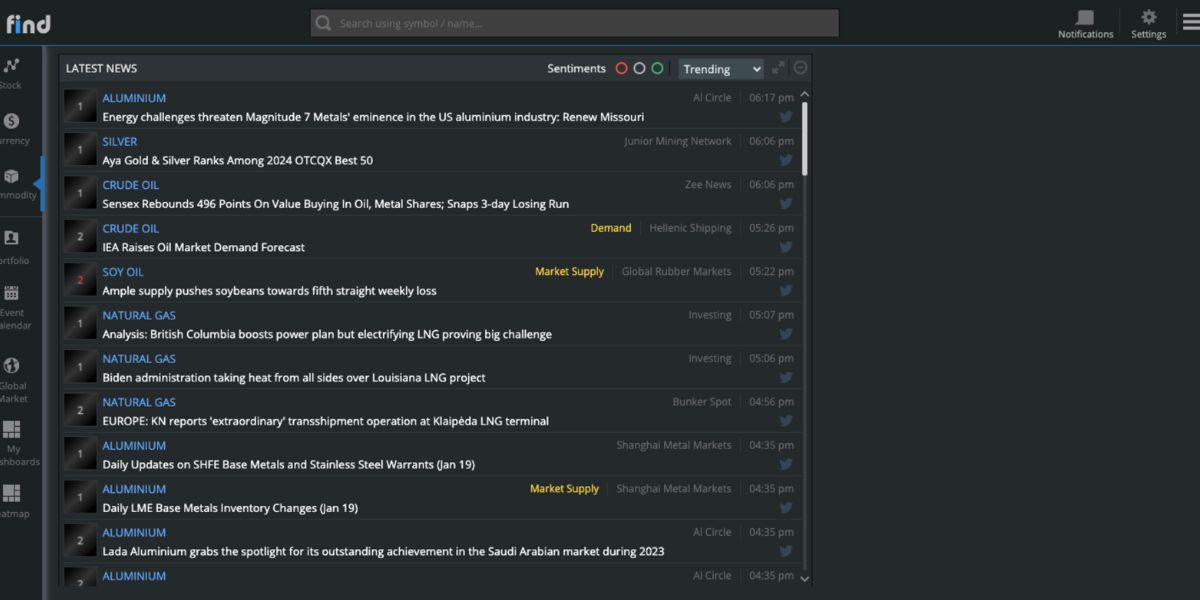 find
Search using symbol / name...
Notifications
Settings
Stock
urrency
mmodity
ortfolio
Event
alendar
Global
Market
My
shboards
eatmap
LATEST NEWS
Sentiments
Trending
1
ALUMINIUM
Al Circle
06:17 pm
Energy challenges threaten Magnitude 7 Metals' eminence in the US aluminium industry: Renew Missouri
1
SILVER
Junior Mining Network
06:06 pm
Aya Gold & Silver Ranks Among 2024 OTCQX Best 50
1
CRUDE OIL
Zee News
06:06 pm
Sensex Rebounds 496 Points On Value Buying In Oil, Metal Shares; Snaps 3-day Losing Run
2
CRUDE OIL
Demand
Hellenic Shipping
05:26 pm
IEA Raises Oil Market Demand Forecast
2
SOY OIL
Market Supply
Global Rubber Markets
05:22 pm
Ample supply pushes soybeans towards fifth straight weekly loss
1
NATURAL GAS
Investing
05:07 pm
Analysis: British Columbia boosts power plan but electrifying LNG proving big challenge
1
NATURAL GAS
Investing
05:06 pm
Biden administration taking heat from all sides over Louisiana LNG project
2
NATURAL GAS
Bunker Spot
04:56 pm
EUROPE: KN reports 'extraordinary' transshipment operation at Klaipėda LNG terminal
1
ALUMINIUM
Shanghai Metal Markets
04:35 pm
Daily Updates on SHFE Base Metals and Stainless Steel Warrants (Jan 19)
1
ALUMINIUM
Market Supply
Shanghai Metal Markets
04:35 pm
Daily LME Base Metals Inventory Changes (Jan 19)
2
ALUMINIUM
Al Circle
04:35 pm
Lada Aluminium grabs the spotlight for its outstanding achievement in the Saudi Arabian market during 2023
2
ALUMINIUM
Al Circle
04:35 pm